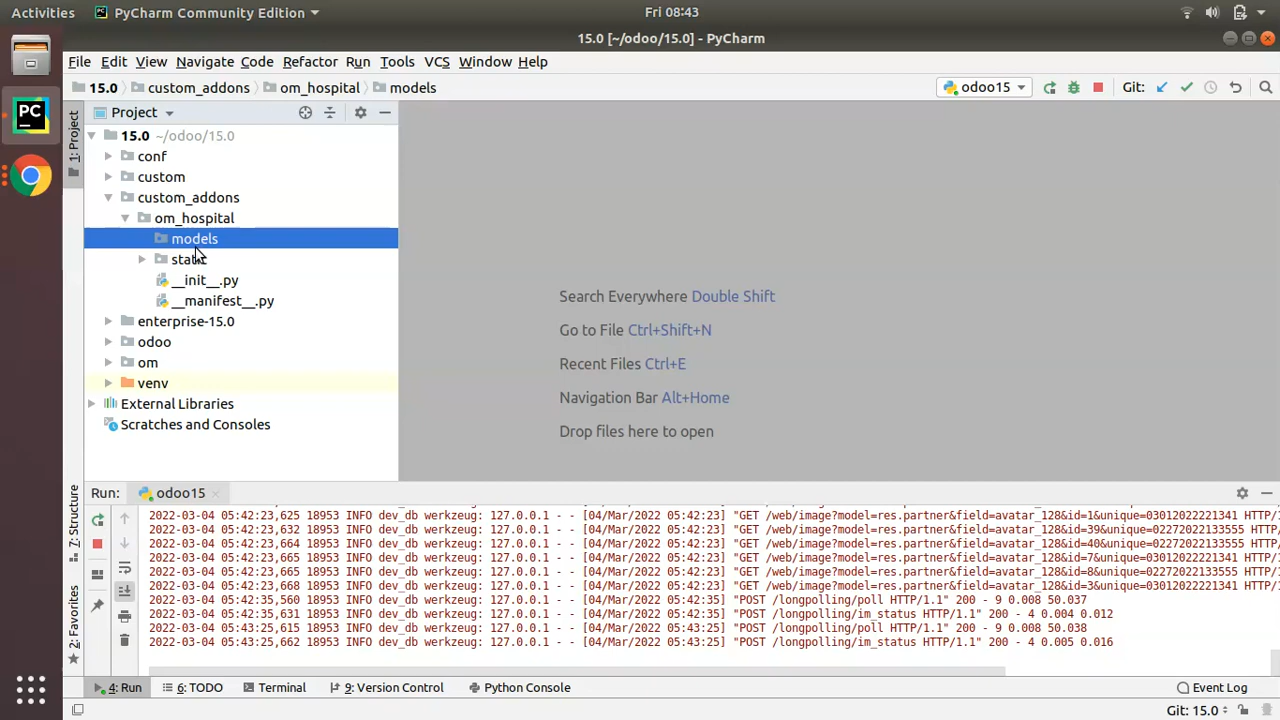 Activities
PyCharm Community Edition
Fri 08:43
15.0 [~/odoo/15.0] - PyCharm
File Edit View Navigate Code Refactor Run Tools VCS Window Help
15.0 custom_addons om_hospital models
odoo15
Git:
1: Project
Project
15.0 ~/odoo/15.0
conf
custom
custom_addons
om_hospital
models
static
__init__.py
__manifest__.py
enterprise-15.0
odoo
om
venv
External Libraries
Scratches and Consoles
Search Everywhere Double Shift
Go to File Ctrl+Shift+N
Recent Files Ctrl+E
Navigation Bar Alt+Home
Drop files here to open
7: Structure
2: Favorites
Run: odoo15
2022-03-04 05:42:23,625 18953 INFO dev_db werkzeug: 127.0.0.1 - - [04/Mar/2022 05:42:23] "GET /web/image?model=res.partner&field=avatar_128&id=1&unique=03012022221341 HTTP/1
2022-03-04 05:42:23,632 18953 INFO dev_db werkzeug: 127.0.0.1 - - [04/Mar/2022 05:42:23] "GET /web/image?model=res.partner&field=avatar_128&id=39&unique=02272022133555 HTTP/
2022-03-04 05:42:23,664 18953 INFO dev_db werkzeug: 127.0.0.1 - - [04/Mar/2022 05:42:23] "GET /web/image?model=res.partner&field=avatar_128&id=40&unique=02272022133555 HTTP/
2022-03-04 05:42:23,665 18953 INFO dev_db werkzeug: 127.0.0.1 - - [04/Mar/2022 05:42:23] "GET /web/image?model=res.partner&field=avatar_128&id=7&unique=03012022221341 HTTP/1
2022-03-04 05:42:23,665 18953 INFO dev_db werkzeug: 127.0.0.1 - - [04/Mar/2022 05:42:23] "GET /web/image?model=res.partner&field=avatar_128&id=8&unique=02272022133555 HTTP/1
2022-03-04 05:42:23,668 18953 INFO dev_db werkzeug: 127.0.0.1 - - [04/Mar/2022 05:42:23] "GET /web/image?model=res.partner&field=avatar_128&id=3&unique=03012022221341 HTTP/1
2022-03-04 05:42:35,560 18953 INFO dev_db werkzeug: 127.0.0.1 - - [04/Mar/2022 05:42:35] "POST /longpolling/poll HTTP/1.1" 200 - 9 0.008 50.037
2022-03-04 05:42:35,631 18953 INFO dev_db werkzeug: 127.0.0.1 - - [04/Mar/2022 05:42:35] "POST /longpolling/im_status HTTP/1.1" 200 - 4 0.004 0.012
2022-03-04 05:43:25,615 18953 INFO dev_db werkzeug: 127.0.0.1 - - [04/Mar/2022 05:43:25] "POST /longpolling/poll HTTP/1.1" 200 - 9 0.008 50.038
2022-03-04 05:43:25,662 18953 INFO dev_db werkzeug: 127.0.0.1 - - [04/Mar/2022 05:43:25] "POST /longpolling/im_status HTTP/1.1" 200 - 4 0.005 0.016
4: Run 6: TODO Terminal 9: Version Control Python Console Event Log
Git: 15.0